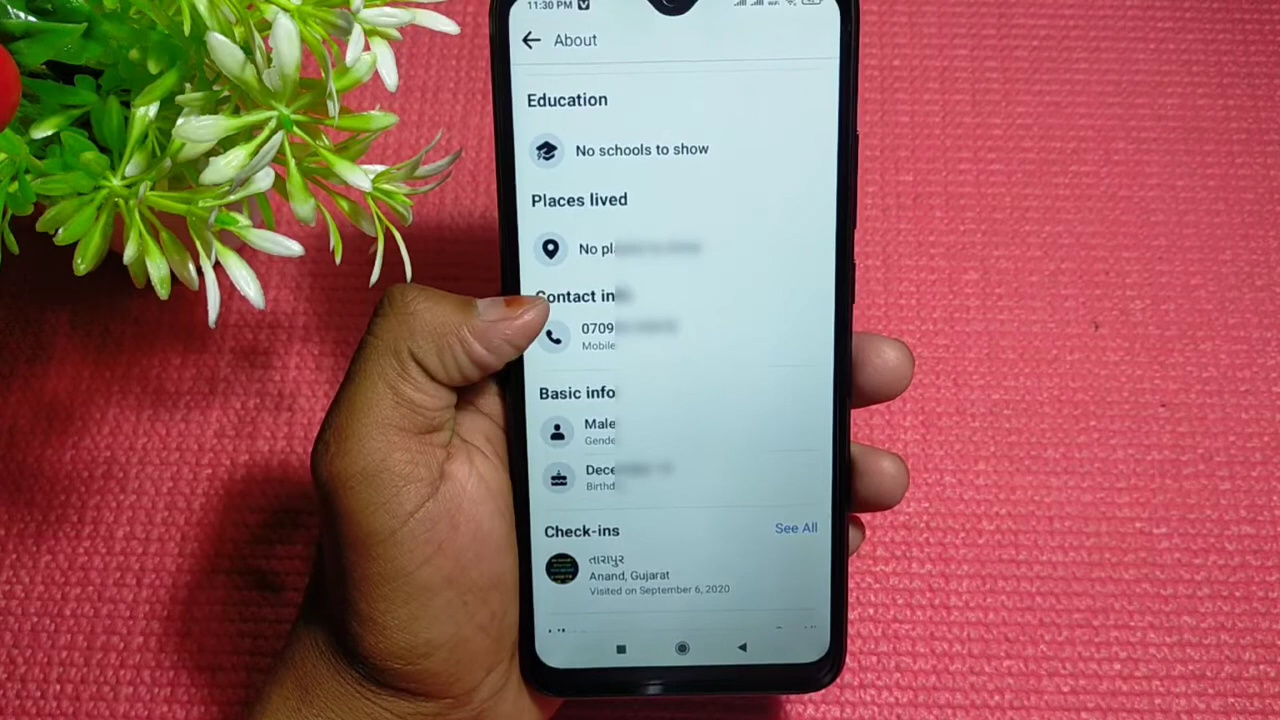 11:30 PM
About
Education
No schools to show
Places lived
No pl
Contact in
0709
Mobile
Basic info
Male
Gende
Dece
Birthd
Check-ins
See All
તારાપુર
Anand, Gujarat
Visited on September 6, 2020